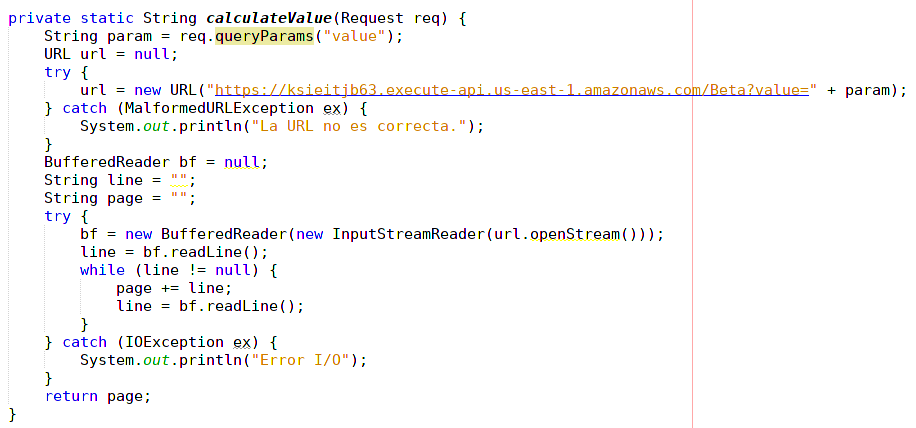 private static String calculateValue(Request req) {
    String param = req.queryParams("value");
    URL url = null;
    try {
        url = new URL("https://ksieitjb63.execute-api.us-east-1.amazonaws.com/Beta?value=" + param);
    } catch (MalformedURLException ex) {
        System.out.println("La URL no es correcta.");
    }
    BufferedReader bf = null;
    String line = "";
    String page = "";
    try {
        bf = new BufferedReader(new InputStreamReader(url.openStream()));
        line = bf.readLine();
        while (line != null) {
            page += line;
            line = bf.readLine();
        }
    } catch (IOException ex) {
        System.out.println("Error I/O");
    }
    return page;
}